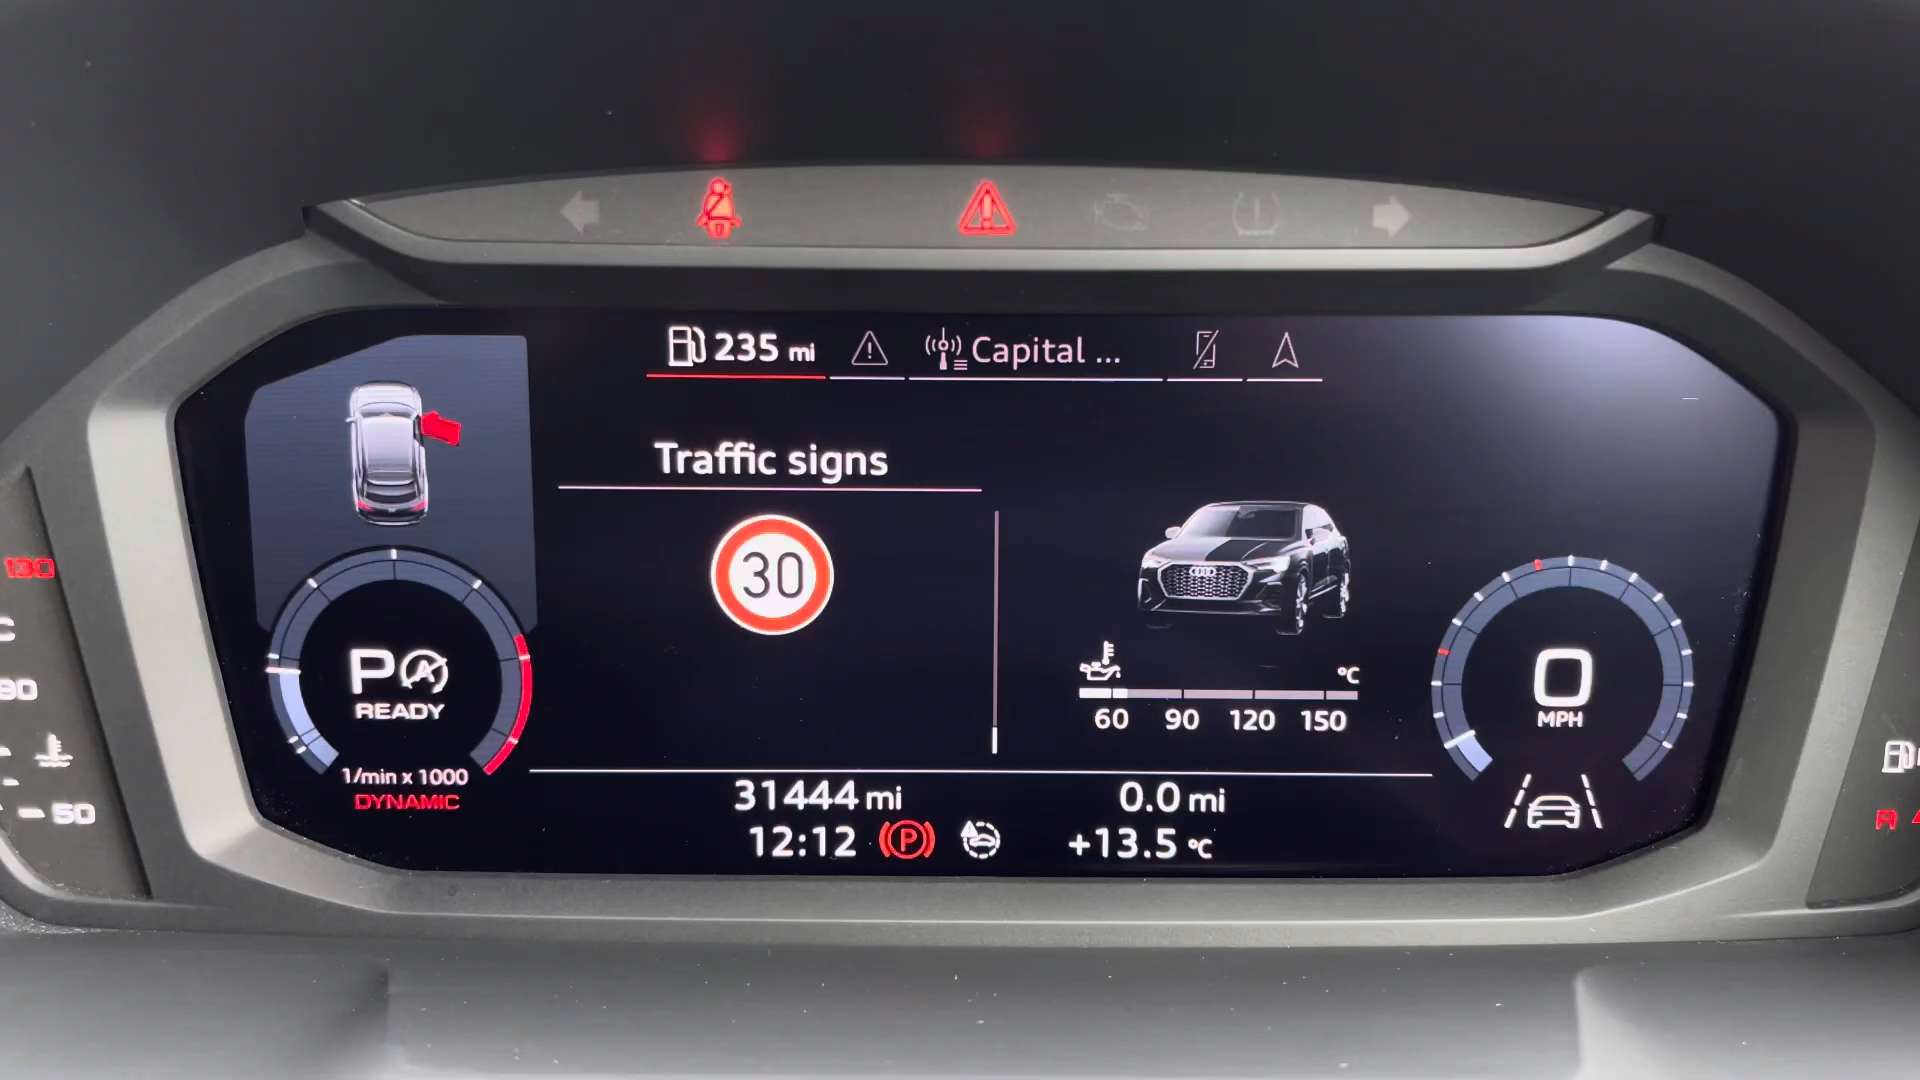 235 mi
Capital ...
Traffic signs
30
130
90
50
P A
READY
1/min x 1000
DYNAMIC
°C
60 90 120 150
0
MPH
31444 mi
0.0 mi
12:12 P
+13.5 °C